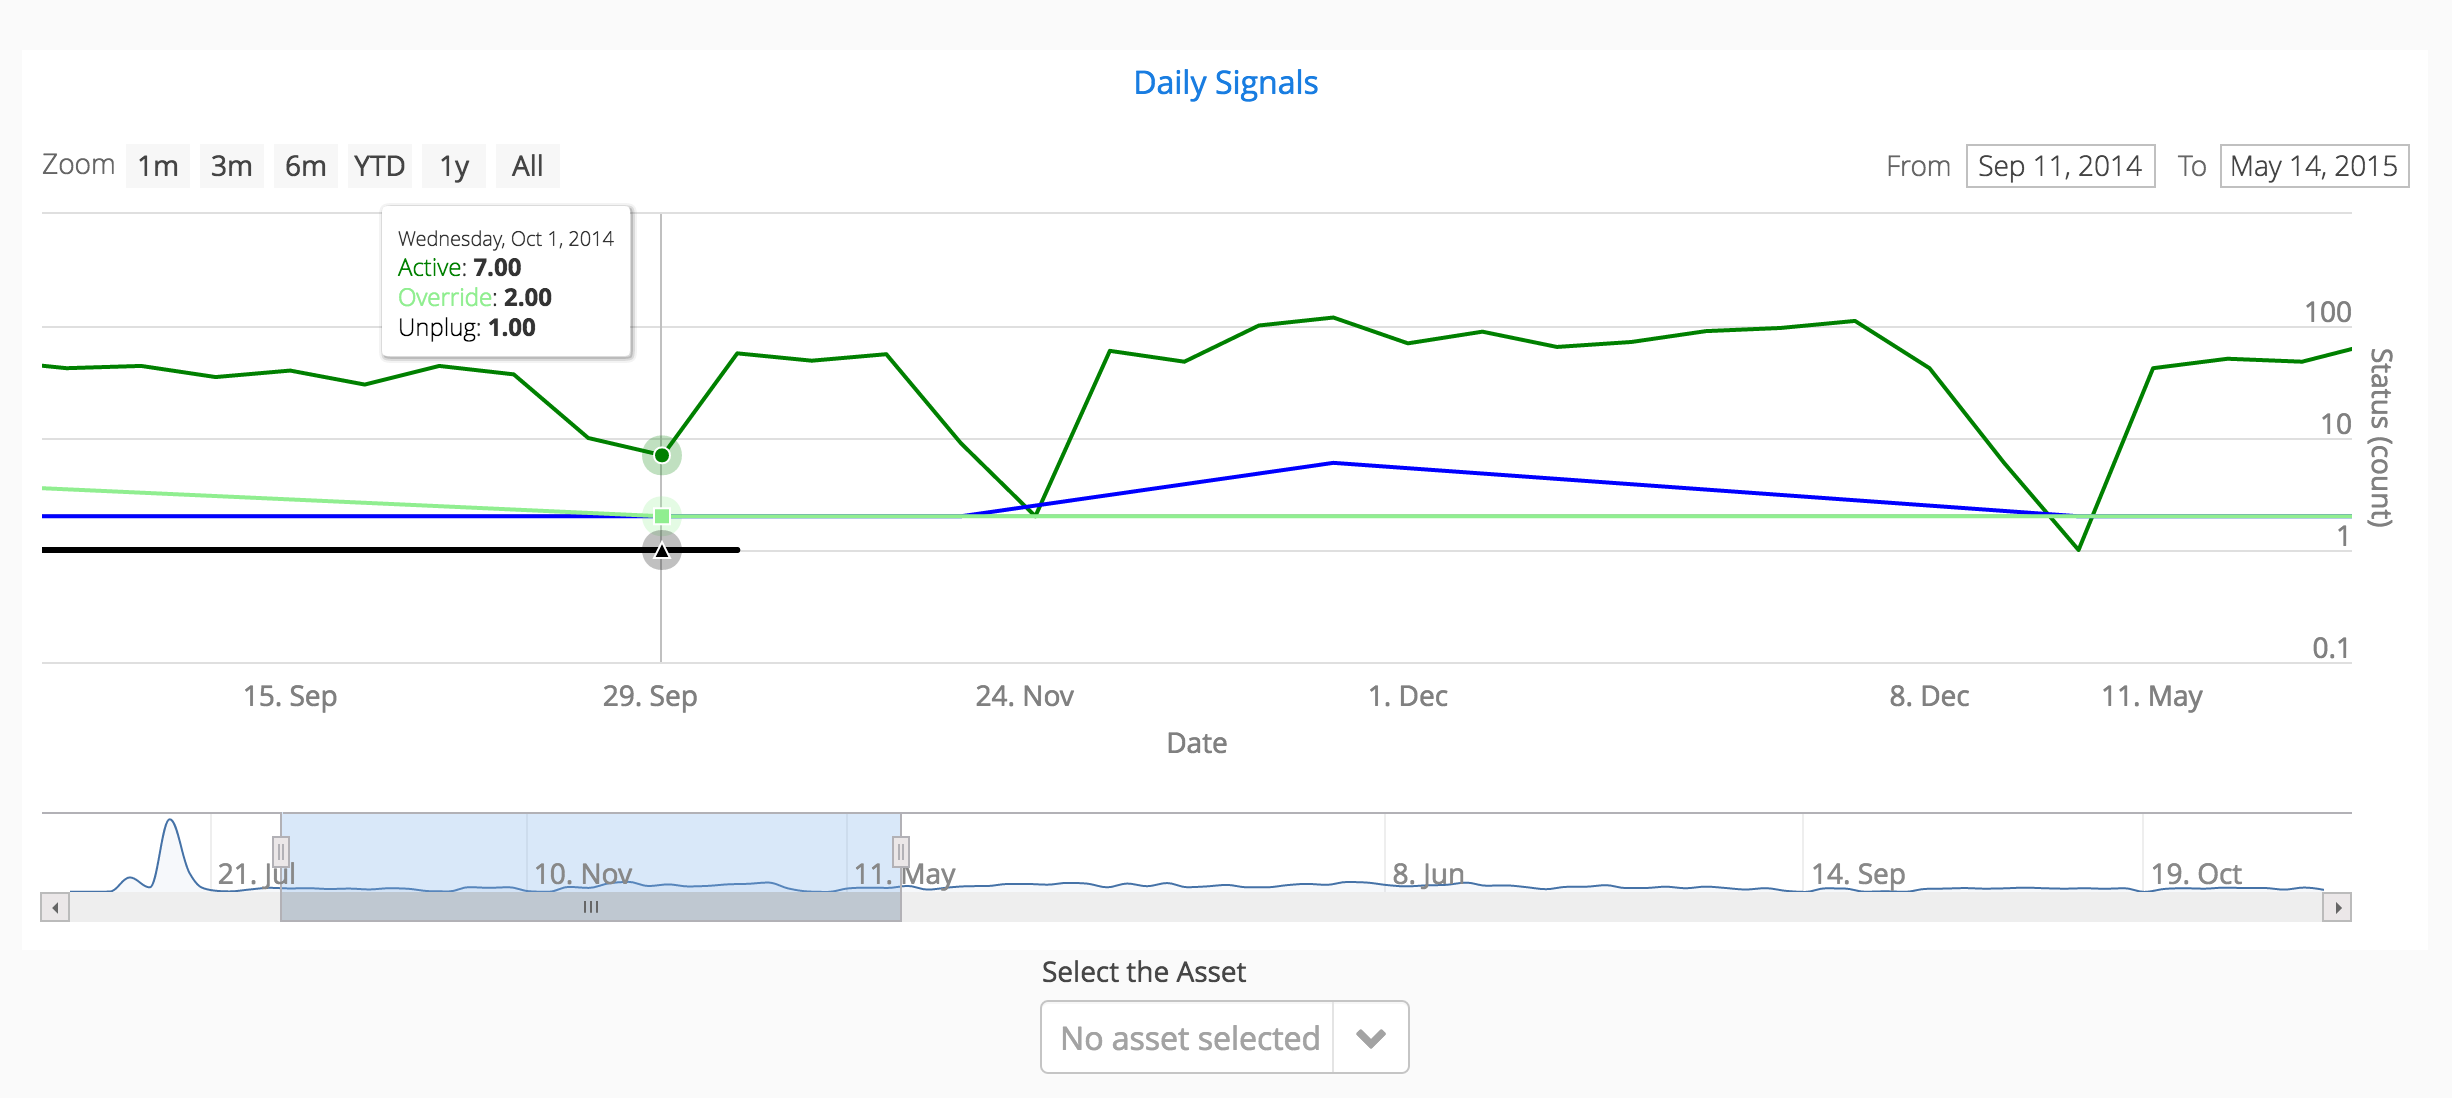 Daily Signals
Zoom 1m 3m 6m YTD 1y All
From Sep 11, 2014 To May 14, 2015
Wednesday, Oct 1, 2014
Active: 7.00
Override: 2.00
Unplug: 1.00
100
10
1
0.1
Status (count)
15. Sep 29. Sep 24. Nov 1. Dec 8. Dec 11. May
Date
21. Jul 10. Nov 11. May 8. Jun 14. Sep 19. Oct
Select the Asset
No asset selected